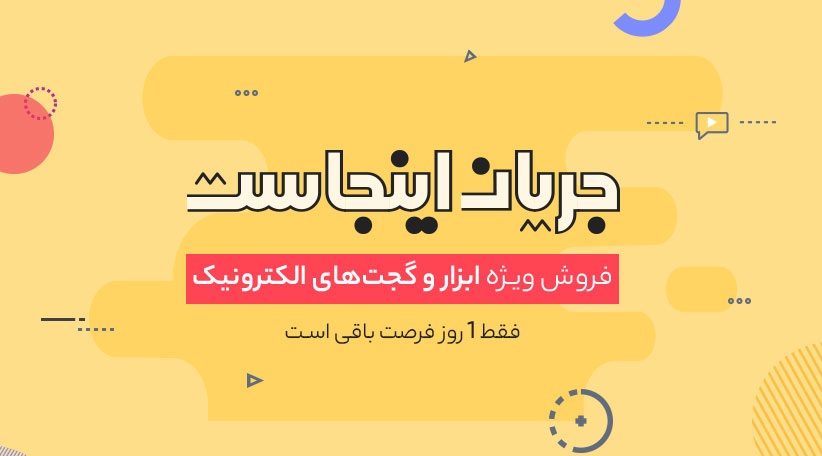 جریان اینجاست
فروش ویژه ابزار و گجت‌های الکترونیک
فقط 1 روز فرصت باقی است